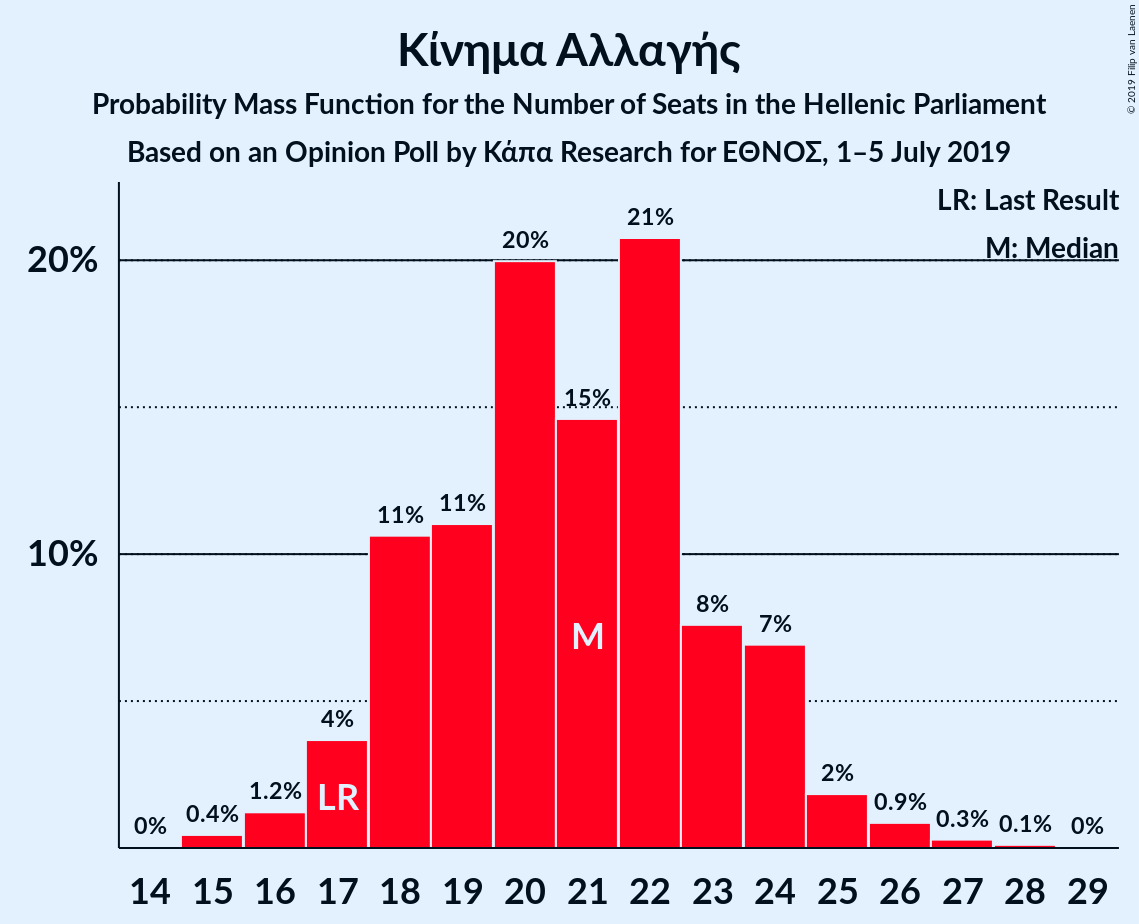 © 2019 Filip van Laenen
Κίνημα Αλλαγής
Probability Mass Function for the Number of Seats in the Hellenic Parliament
Based on an Opinion Poll by Κάπα Research for ΕΘΝΟΣ, 1–5 July 2019
LR: Last Result
M: Median
20%
10%
0% 0.4% 1.2% 4% 11% 11% 20% 15% 21% 8% 7% 2% 0.9% 0.3% 0.1% 0%
LR M
14 15 16 17 18 19 20 21 22 23 24 25 26 27 28 29